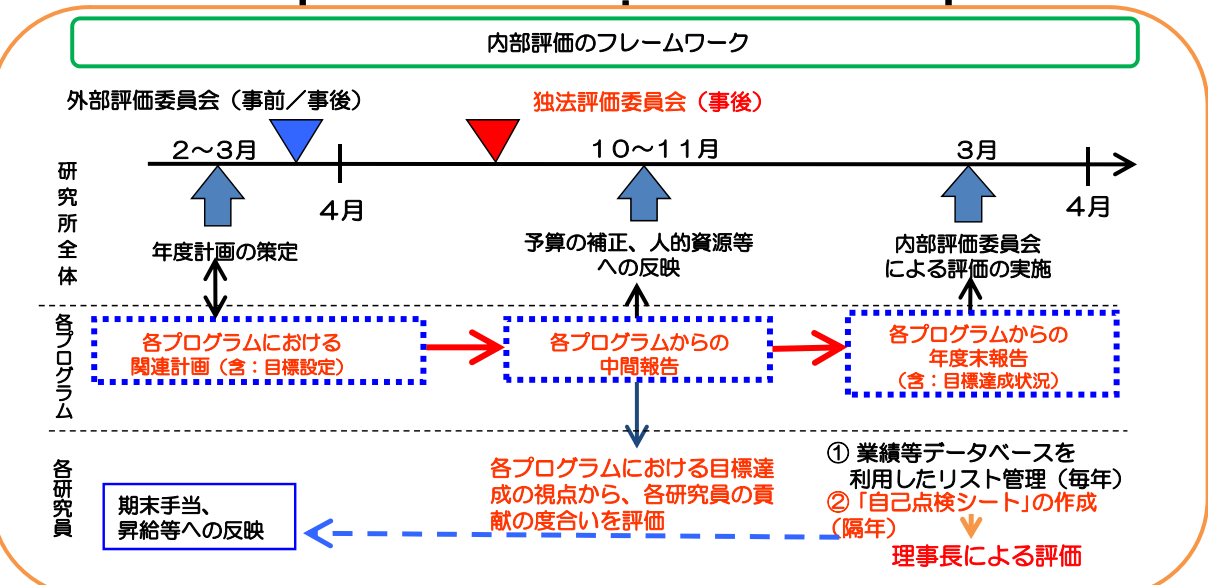 内部評価のフレームワーク
外部評価委員会（事前／事後）
独法評価委員会（事後）
２～３月
１０～１１月
３月
４月
４月
研究所全体
年度計画の策定
予算の補正、人的資源等
への反映
内部評価委員会
による評価の実施
各プログラム
各プログラムにおける
関連計画（含：目標設定）
各プログラムからの
中間報告
各プログラムからの
年度末報告
（含：目標達成状況）
各研究員
期末手当、
昇給等への反映
各プログラムにおける目標達
成の視点から、各研究員の貢
献の度合いを評価
① 業績等データベースを
利用したリスト管理（毎年）
②「自己点検シート」の作成
（隔年）
理事長による評価